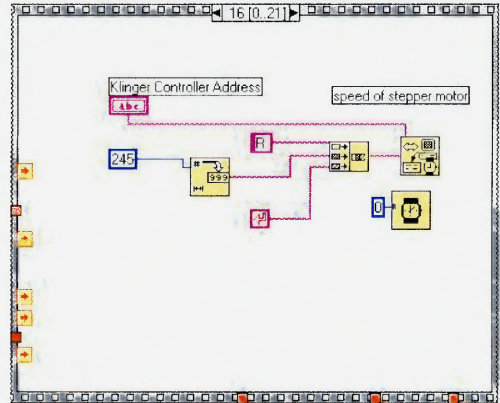 16 [0..21]
Klinger Controller Address
abc
speed of stepper motor
R
245
#
999
0